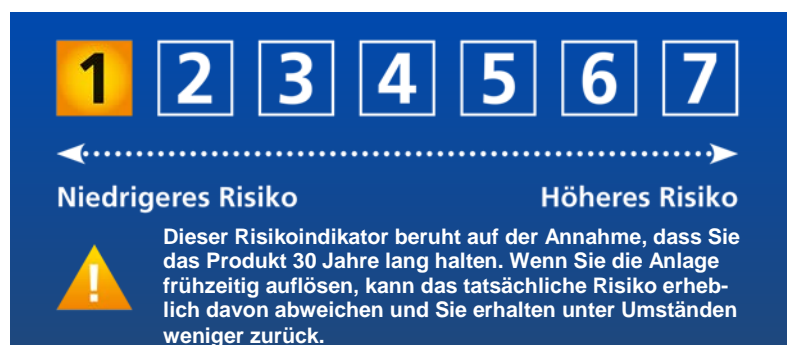 1 2 3 4 5 6 7
Niedrigeres Risiko Höheres Risiko
Dieser Risikoindikator beruht auf der Annahme, dass Sie
das Produkt 30 Jahre lang halten. Wenn Sie die Anlage
frühzeitig auflösen, kann das tatsächliche Risiko erheb-
lich davon abweichen und Sie erhalten unter Umständen
weniger zurück.